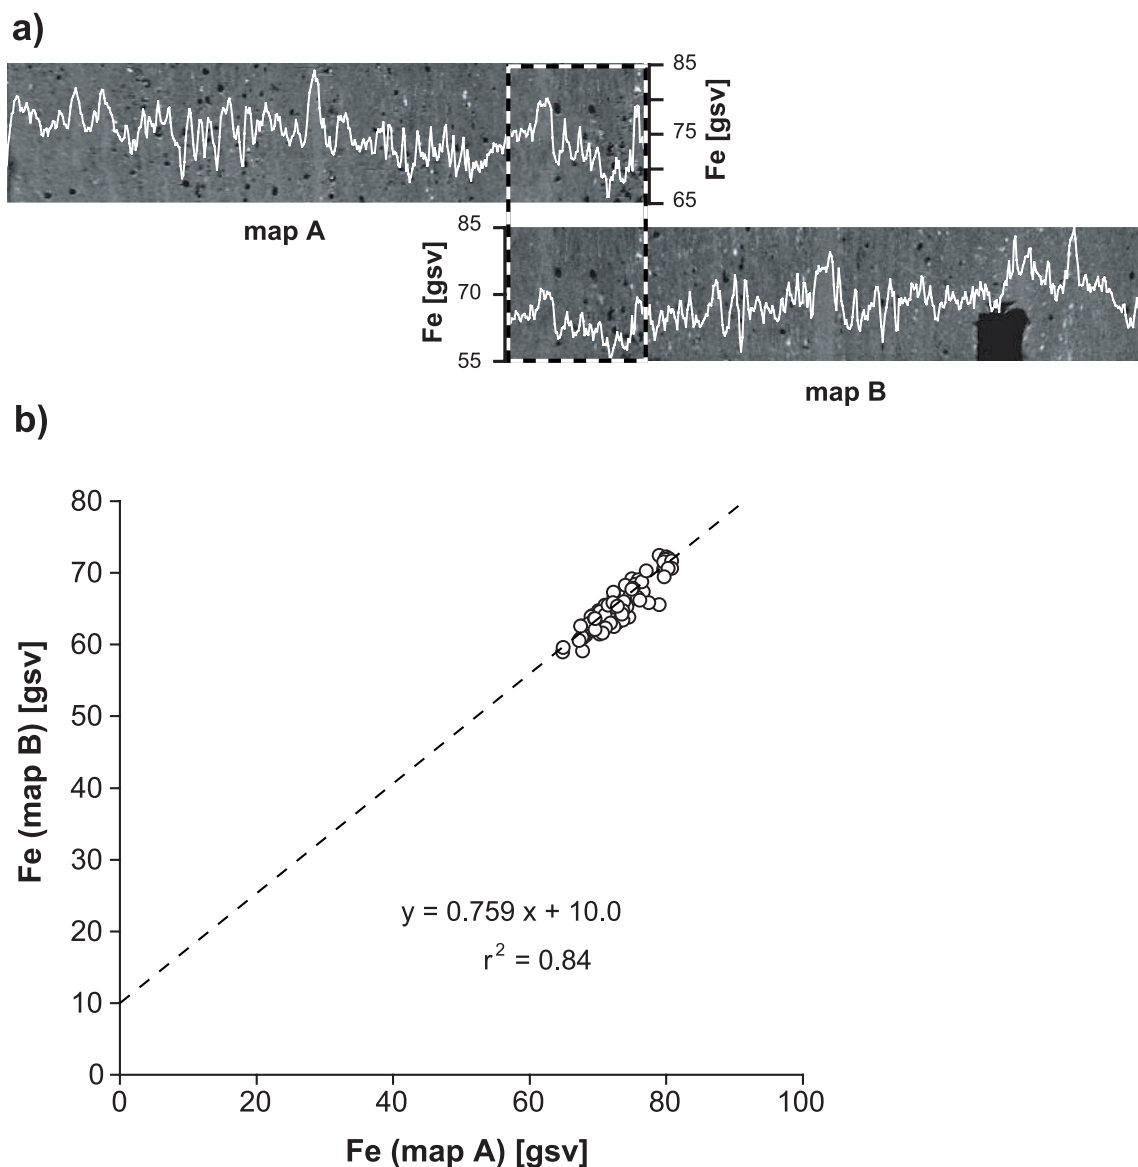 a)
85
75
65
Fe [gsv]
map A
85
70
55
Fe [gsv]
map B
b)
80
70
60
50
40
30
20
10
0
Fe (map B) [gsv]
y = 0.759 x + 10.0
r² = 0.84
0 20 40 60 80 100
Fe (map A) [gsv]